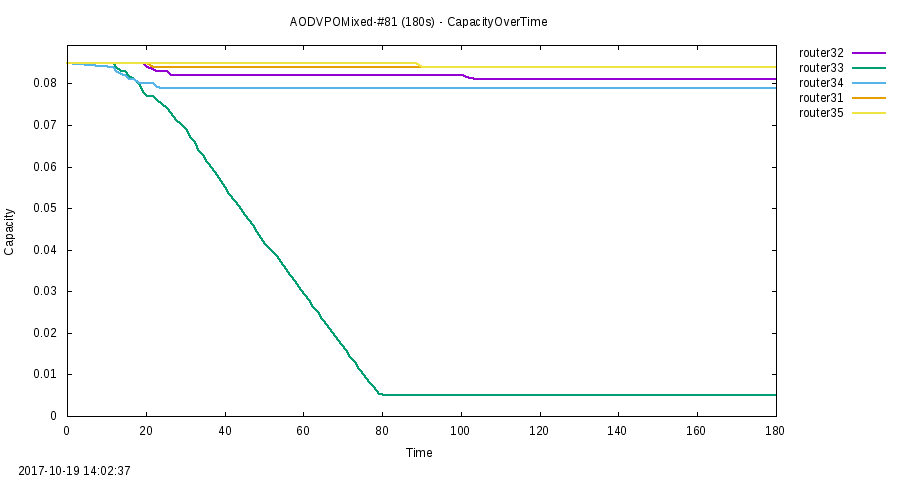 AODVPOMixed-#81 (180s) - CapacityOverTime
router32
router33
router34
router31
router35
0.08
0.07
0.06
0.05
0.04
0.03
0.02
0.01
0
Capacity
0 20 40 60 80 100 120 140 160 180
Time
2017-10-19 14:02:37